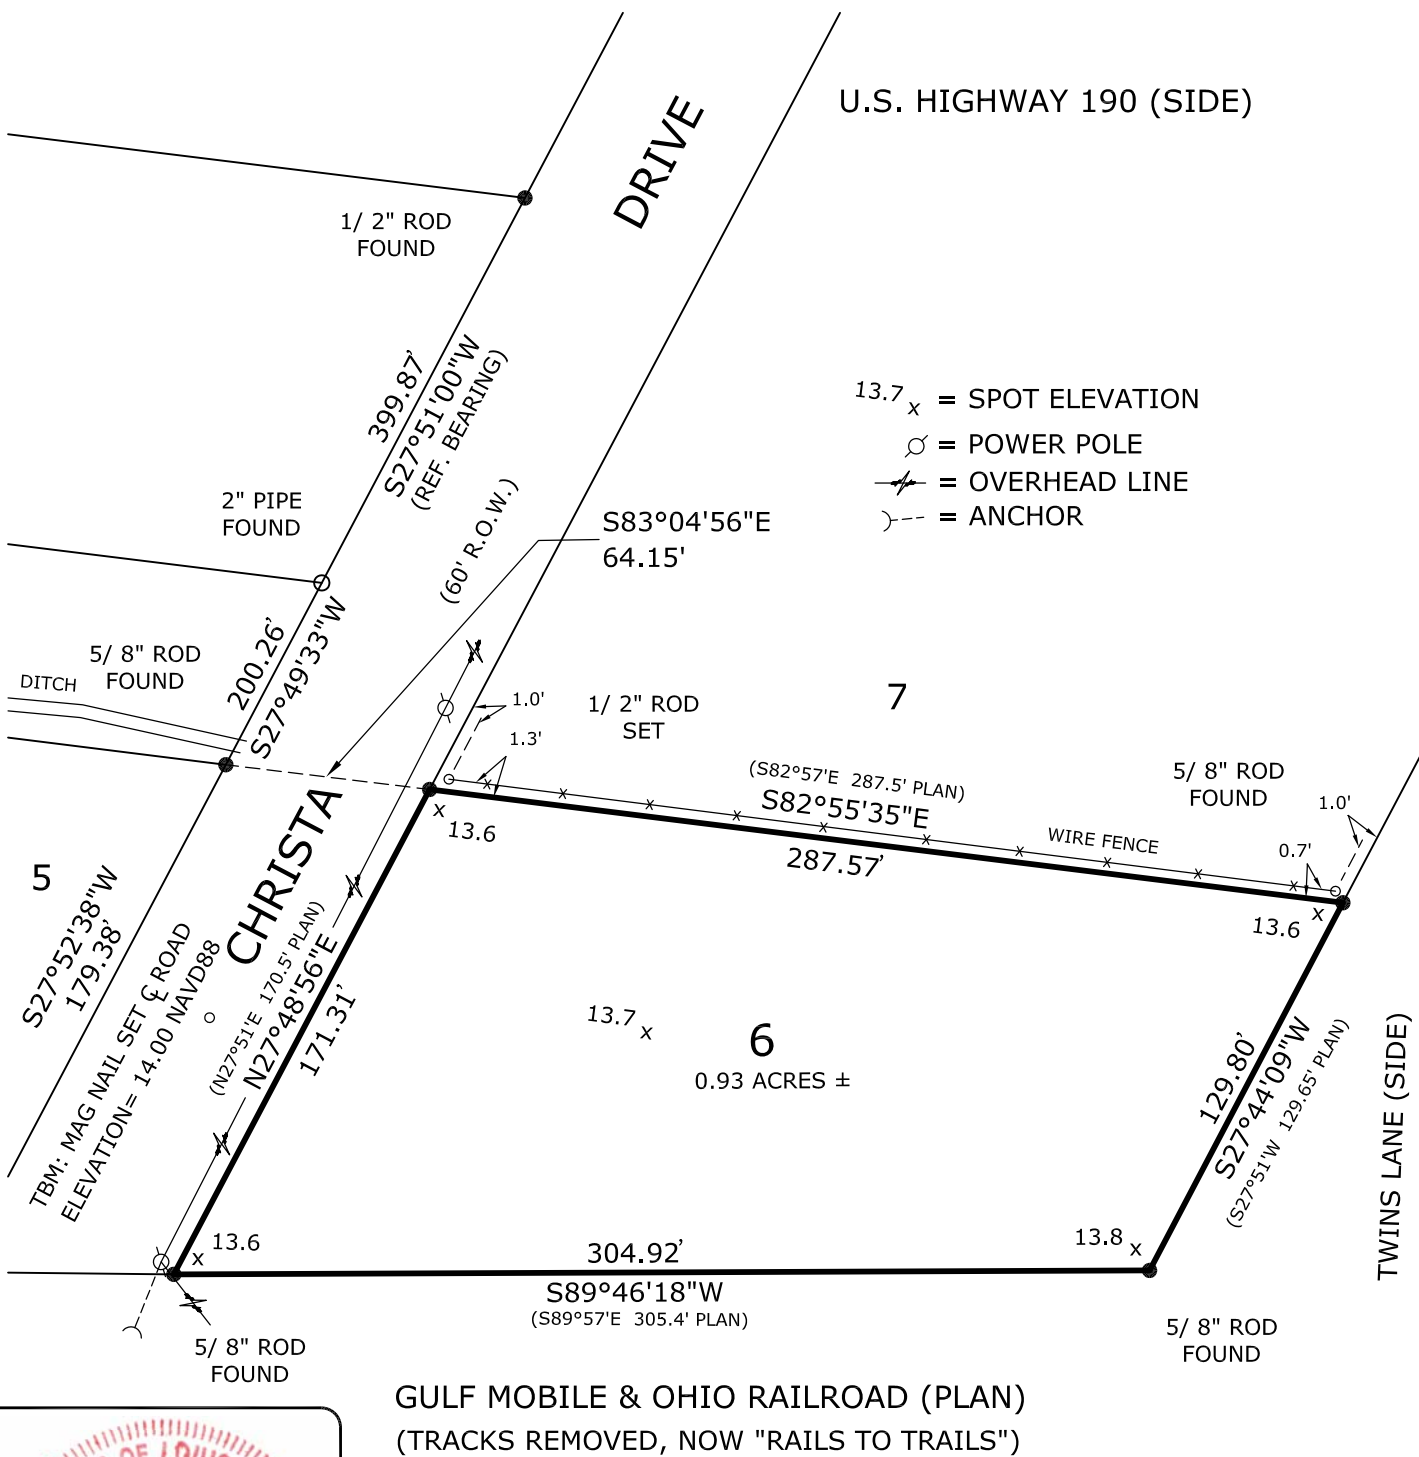 U.S. HIGHWAY 190 (SIDE)
DRIVE
1/ 2" ROD
FOUND
399.87'
S27°51'00"W
(REF. BEARING)
13.7 x = SPOT ELEVATION
= POWER POLE
= OVERHEAD LINE
= ANCHOR
2" PIPE
FOUND
(60' R.O.W.)
S83°04'56"E
64.15'
5/ 8" ROD
FOUND
DITCH
200.26'
S27°49'33"W
1.0'
1.3'
1/ 2" ROD
SET
7
(S82°57'E 287.5' PLAN)
S82°55'35"E
287.57'
WIRE FENCE
5/ 8" ROD
FOUND
1.0'
0.7'
x
13.6
x
13.6
CHRISTA
5
S27°52'38"W
179.38'
TBM: MAG NAIL SET ℄ ROAD
ELEVATION= 14.00 NAVD88
(N27°51'E 170.5' PLAN)
N27°48'56"E
171.31'
13.7 x
6
0.93 ACRES ±
129.80'
S27°44'09"W
(S27°51'W 129.65' PLAN)
TWINS LANE (SIDE)
x 13.6
304.92'
S89°46'18"W
(S89°57'E 305.4' PLAN)
13.8 x
5/ 8" ROD
FOUND
5/ 8" ROD
FOUND
GULF MOBILE & OHIO RAILROAD (PLAN)
(TRACKS REMOVED, NOW "RAILS TO TRAILS")
OF